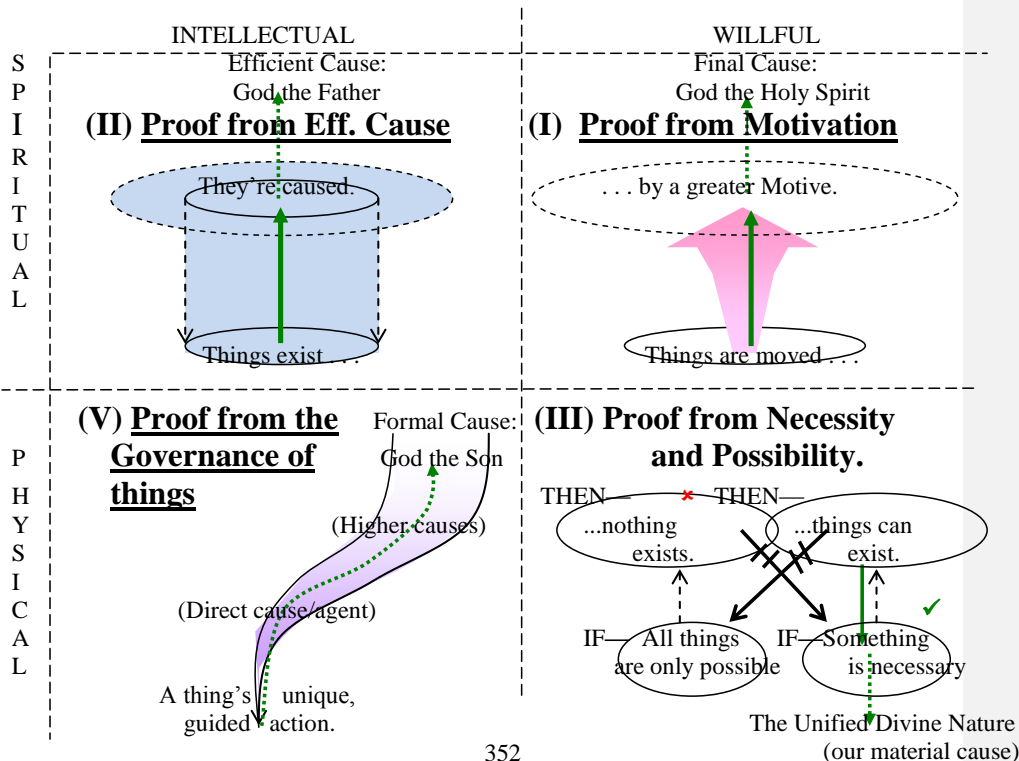 INTELLECTUAL
WILLFUL
SPIRITUAL
Efficient Cause:
God the Father
(II) Proof from Eff. Cause
They're caused.
Things exist . . .
Final Cause:
God the Holy Spirit
(I) Proof from Motivation
. . . by a greater Motive.
Things are moved . . .
PHYSICAL
(V) Proof from the
Governance of
things
Formal Cause:
God the Son
(Higher causes)
(Direct cause/agent)
A thing's unique,
guided action.
(III) Proof from Necessity
and Possibility.
THEN—
...nothing
exists.
THEN—
...things can
exist.
IF— All things
are only possible
IF—Something
is necessary
The Unified Divine Nature
(our material cause)
352